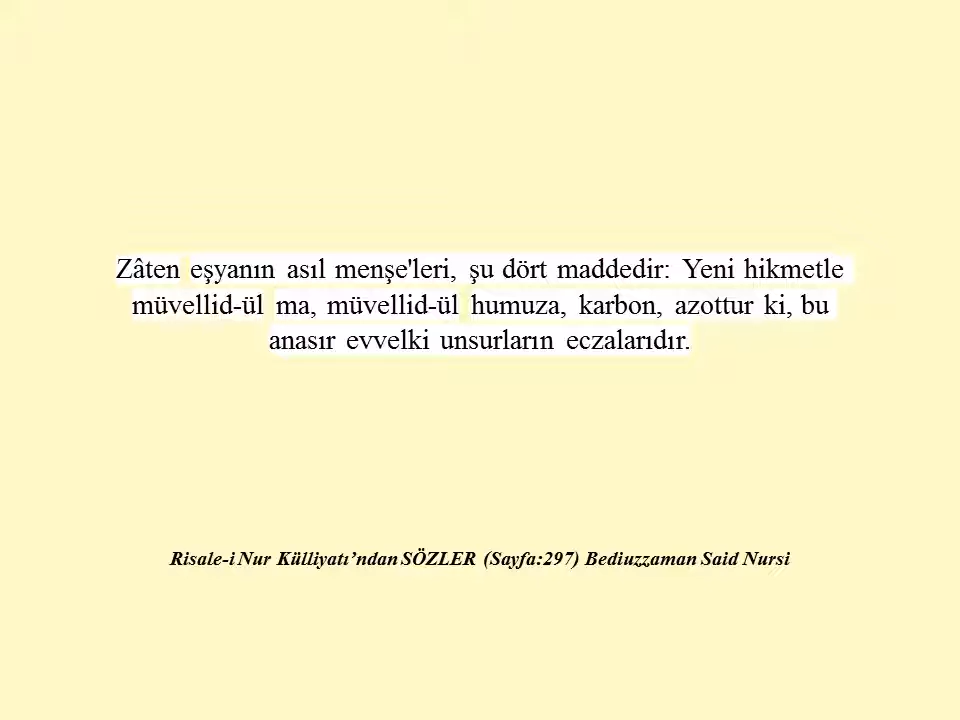 Zâten eşyanın asıl menşe'leri, şu dört maddedir: Yeni hikmetle
müvellid-ül ma, müvellid-ül humuza, karbon, azottur ki, bu
anasır evvelki unsurların eczalarıdır.
Risale-i Nur Külliyatı’ndan SÖZLER (Sayfa:297) Bediuzzaman Said Nursi